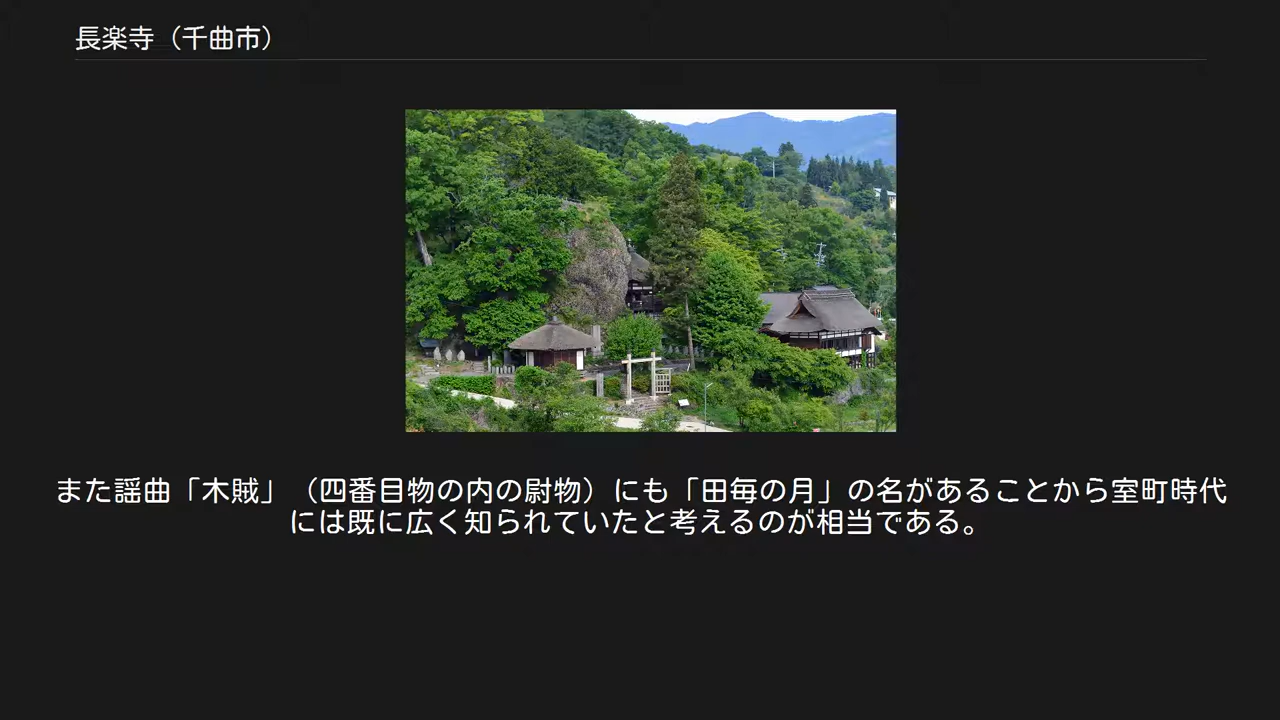 長楽寺（千曲市）
また謡曲「木賊」（四番目物の内の尉物）にも「田毎の月」の名があることから室町時代
には既に広く知られていたと考えるのが相当である。